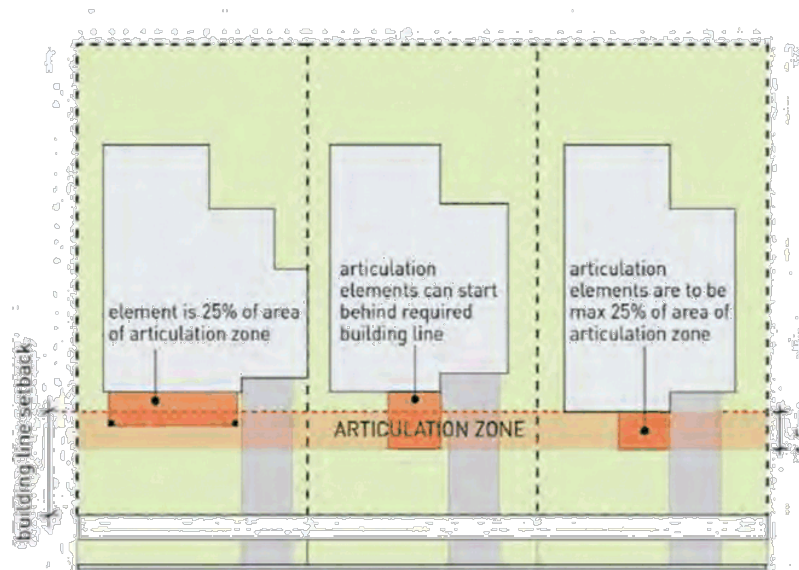 element is 25% of area
of articulation zone
articulation
elements can start
behind required
building line
articulation
elements are to be
max 25% of area of
articulation zone
ARTICULATION ZONE
building line setback